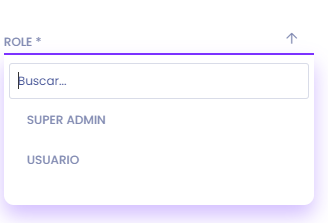 ROLE *
Buscar...
SUPER ADMIN
USUARIO